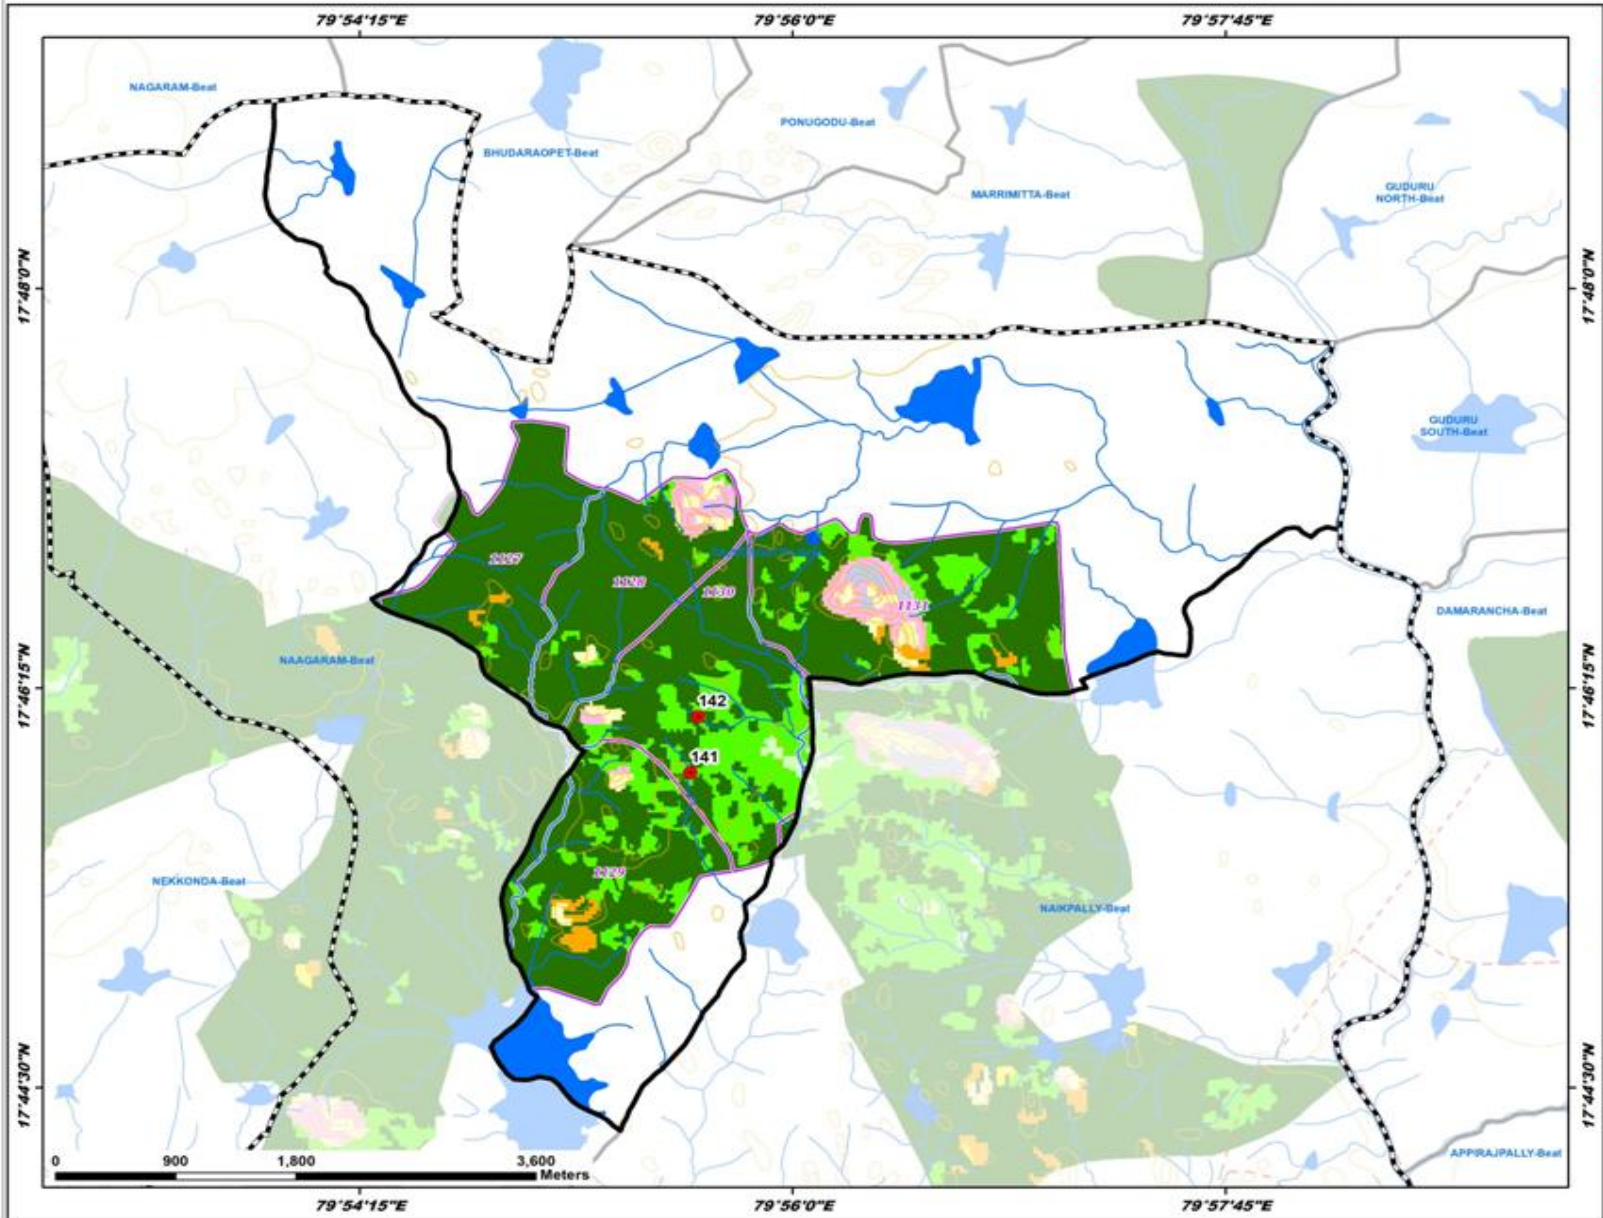 79°54'15"E
79°56'0"E
79°57'45"E
NAGARAM-Beat
PONUGODU-Beat
BHUDARAOPET-Beat
MARRIMITTA-Beat
GUDURU
NORTH-Beat
17°48'0"N
17°48'0"N
GUDURU
SOUTH-Beat
1127
1128
1130
1131
DAMARANCHA-Beat
NAAGARAM-Beat
17°46'15"N
17°46'15"N
142
141
1129
NEKKONDA-Beat
NAIKPALLY-Beat
17°44'30"N
17°44'30"N
APPIRAJPALLY-Beat
0
900
1,800
3,600
Meters
79°54'15"E
79°56'0"E
79°57'45"E